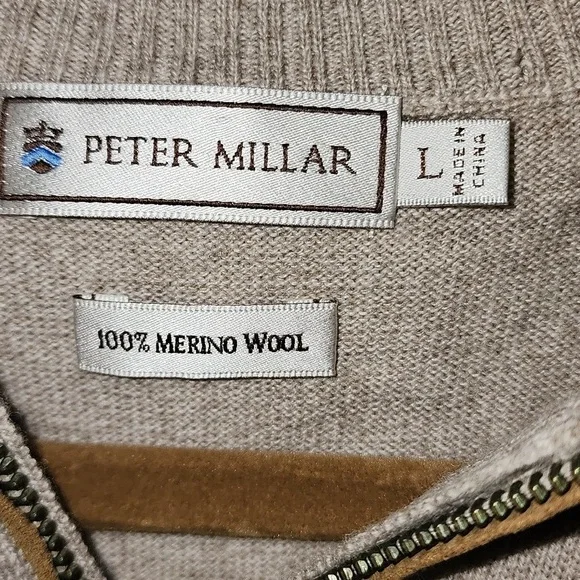 PETER MILLAR
L
MADE IN
CHINA
100% MERINO WOOL